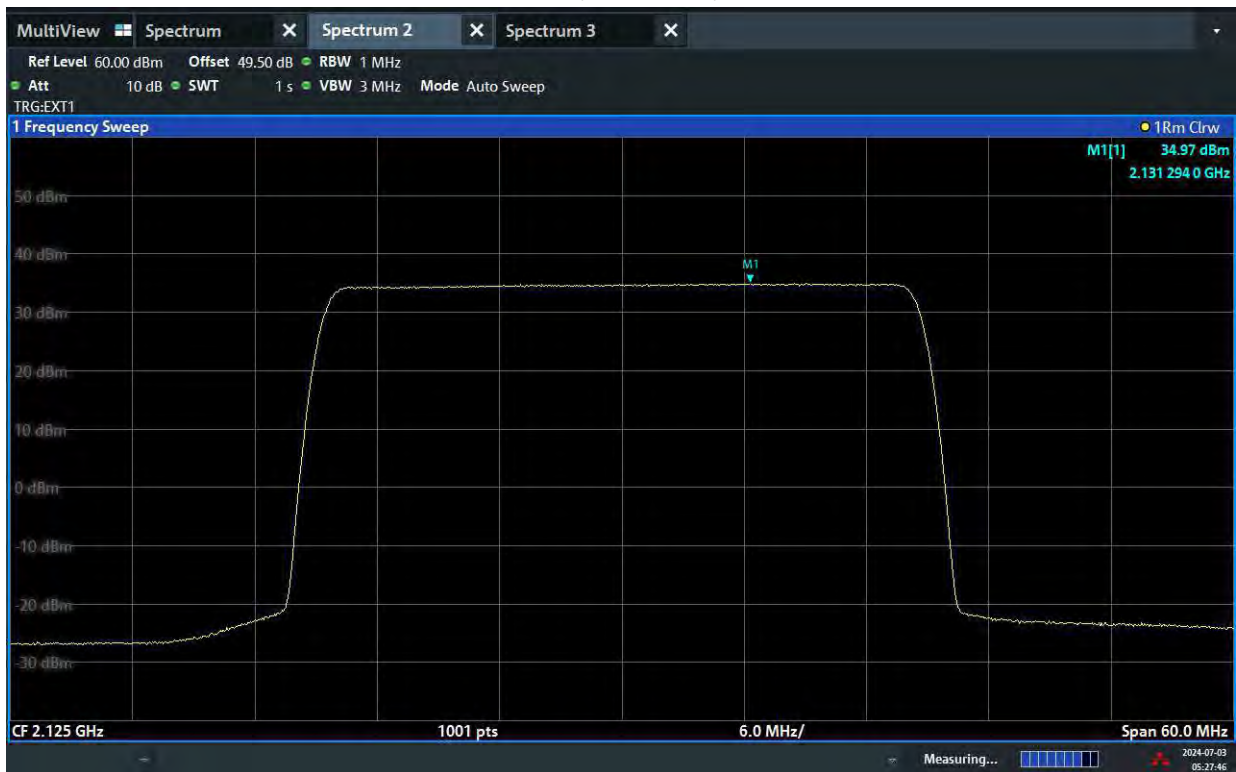 MultiView Spectrum X Spectrum 2 X Spectrum 3 X
Ref Level 60.00 dBm Offset 49.50 dB RBW 1 MHz
Att 10 dB SWT 1 s VBW 3 MHz Mode Auto Sweep
TRG:EXT1
1 Frequency Sweep 1Rm Clrw
M1[1] 34.97 dBm
2.131 294 0 GHz
50 dBm
40 dBm
M1
30 dBm
20 dBm
10 dBm
0 dBm
-10 dBm
-20 dBm
-30 dBm
CF 2.125 GHz 1001 pts 6.0 MHz/ Span 60.0 MHz
Measuring... 2024-07-03
05:27:46